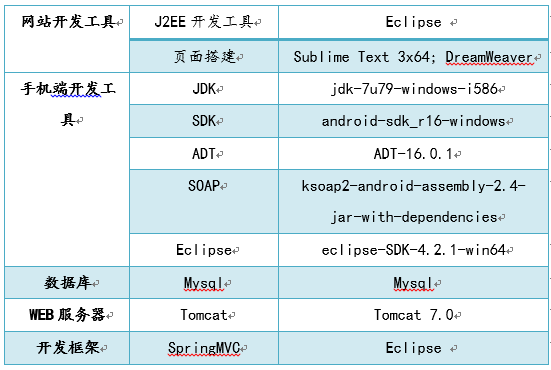 网站开发工具 J2EE 开发工具 Eclipse
页面搭建 Sublime Text 3x64; DreamWeaver
手机端开发工 JDK jdk-7u79-windows-i586
具 SDK android-sdk_r16-windows
ADT ADT-16.0.1
SOAP ksoap2-android-assembly-2.4-
jar-with-dependencies
Eclipse eclipse-SDK-4.2.1-win64
数据库 Mysql Mysql
WEB 服务器 Tomcat Tomcat 7.0
开发框架 SpringMVC Eclipse